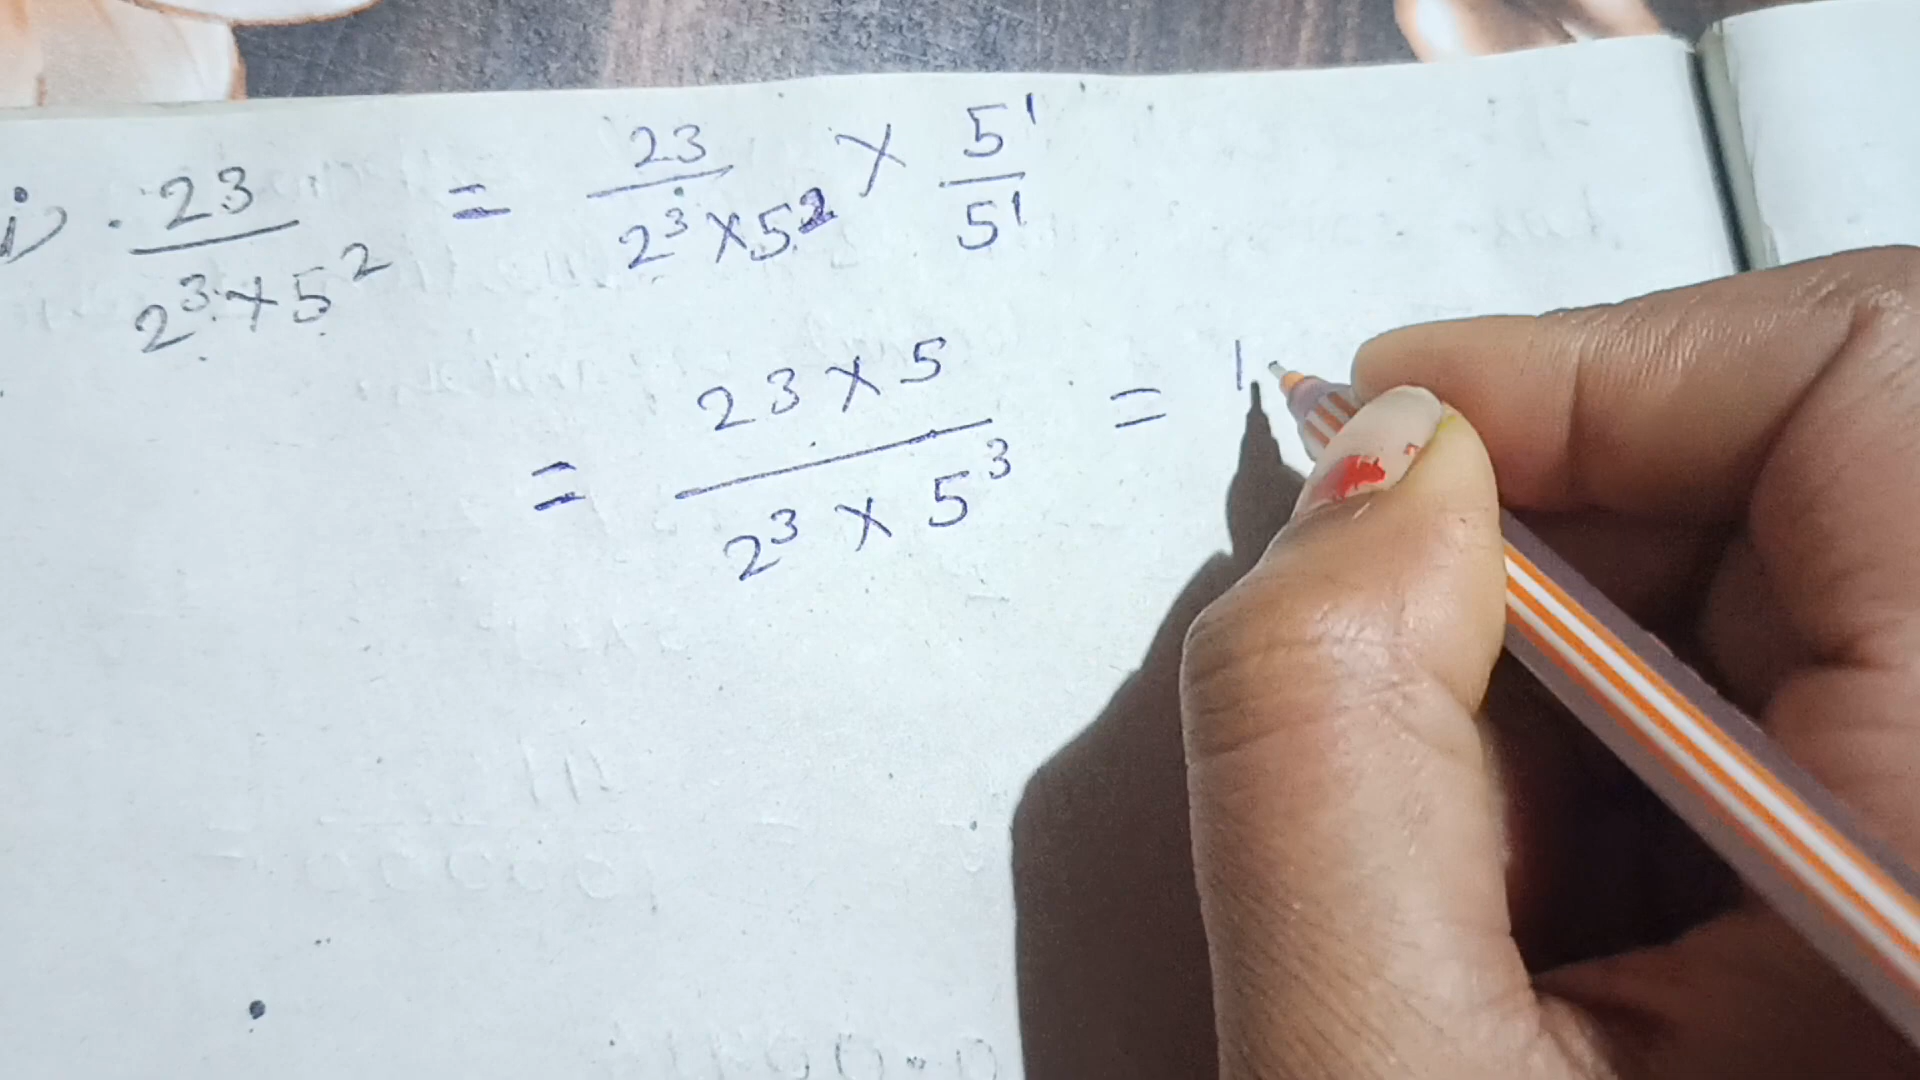 i) 23/(2³×5²) = 23/(2³×5²) × 5¹/5¹
= (23×5)/(2³×5³) = 1